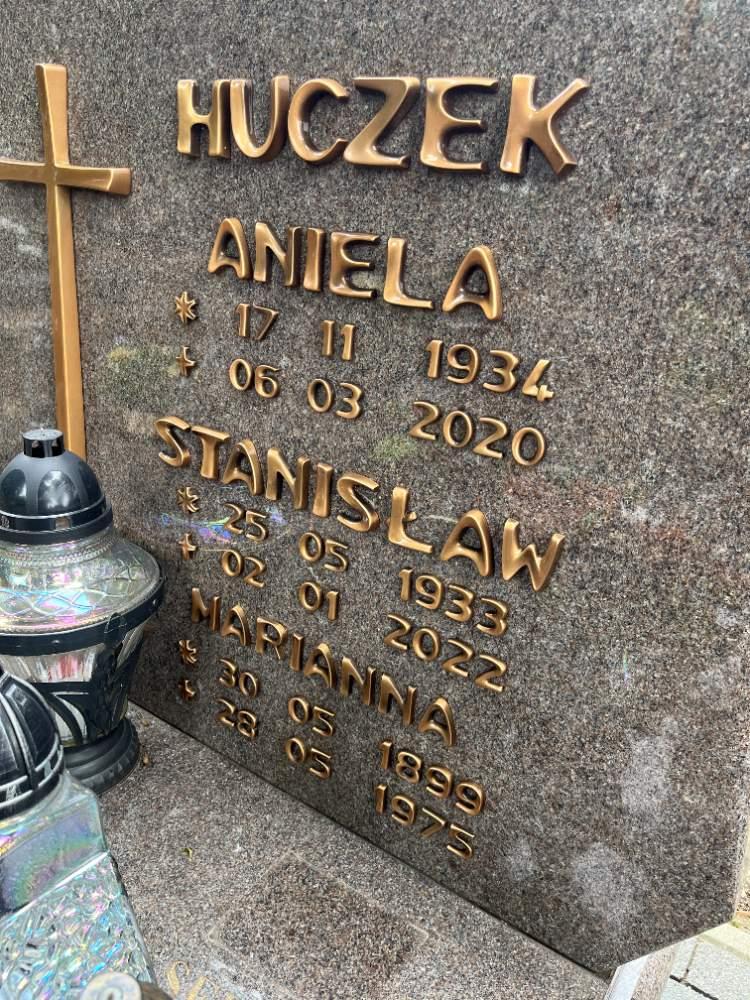 HUCZEK
ANIELA
* 17 11 1934
+ 06 03 2020
STANISŁAW
* 25 05 1933
+ 02 01 2022
MARIANNA
* 30 05 1899
+ 28 05 1975